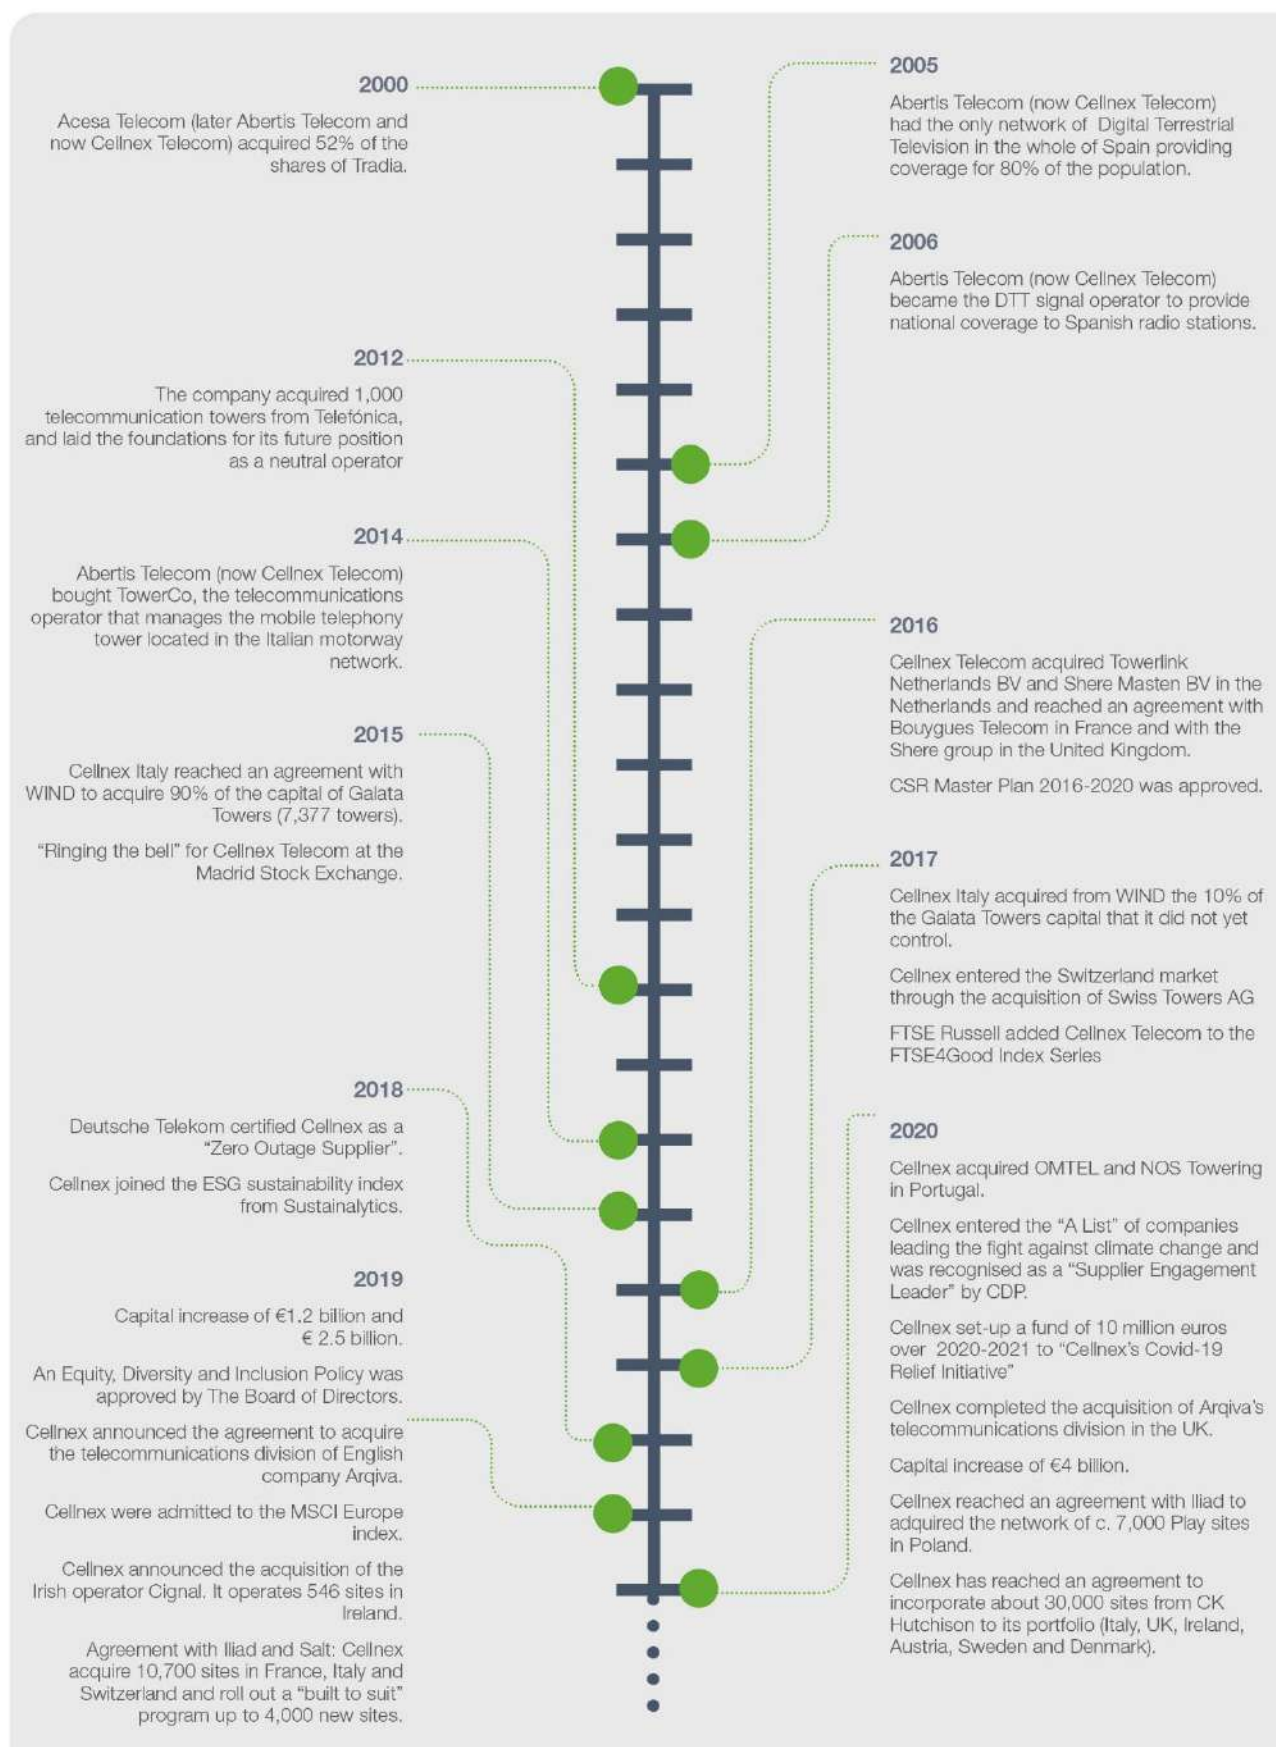 2000
Acesa Telecom (later Abertis Telecom and
now Cellnex Telecom) acquired 52% of the
shares of Tradia.
2005
Abertis Telecom (now Cellnex Telecom)
had the only network of Digital Terrestrial
Television in the whole of Spain providing
coverage for 80% of the population.
2006
Abertis Telecom (now Cellnex Telecom)
became the DTT signal operator to provide
national coverage to Spanish radio stations.
2012
The company acquired 1,000
telecommunication towers from Telefónica,
and laid the foundations for its future position
as a neutral operator
2014
Abertis Telecom (now Cellnex Telecom)
bought TowerCo, the telecommunications
operator that manages the mobile telephony
tower located in the Italian motorway
network.
2015
Cellnex Italy reached an agreement with
WIND to acquire 90% of the capital of Galata
Towers (7,377 towers).
“Ringing the bell” for Cellnex Telecom at the
Madrid Stock Exchange.
2016
Cellnex Telecom acquired Towerlink
Netherlands BV and Shere Masten BV in the
Netherlands and reached an agreement with
Bouygues Telecom in France and with the
Shere group in the United Kingdom.
CSR Master Plan 2016-2020 was approved.
2017
Cellnex Italy acquired from WIND the 10% of
the Galata Towers capital that it did not yet
control.
Cellnex entered the Switzerland market
through the acquisition of Swiss Towers AG
FTSE Russell added Cellnex Telecom to the
FTSE4Good Index Series
2018
Deutsche Telekom certified Cellnex as a
“Zero Outage Supplier”.
Cellnex joined the ESG sustainability index
from Sustainalytics.
2019
Capital increase of €1.2 billion and
€ 2.5 billion.
An Equity, Diversity and Inclusion Policy was
approved by The Board of Directors.
Cellnex announced the agreement to acquire
the telecommunications division of English
company Arqiva.
Cellnex were admitted to the MSCI Europe
index.
Cellnex announced the acquisition of the
Irish operator Cignal. It operates 546 sites in
Ireland.
Agreement with Iliad and Salt: Cellnex
acquire 10,700 sites in France, Italy and
Switzerland and roll out a “built to suit”
program up to 4,000 new sites.
2020
Cellnex acquired OMTEL and NOS Towering
in Portugal.
Cellnex entered the “A List” of companies
leading the fight against climate change and
was recognised as a “Supplier Engagement
Leader” by CDP.
Cellnex set-up a fund of 10 million euros
over 2020-2021 to “Cellnex’s Covid-19
Relief Initiative”
Cellnex completed the acquisition of Arqiva’s
telecommunications division in the UK.
Capital increase of €4 billion.
Cellnex reached an agreement with Iliad to
adquired the network of c. 7,000 Play sites
in Poland.
Cellnex has reached an agreement to
incorporate about 30,000 sites from CK
Hutchison to its portfolio (Italy, UK, Ireland,
Austria, Sweden and Denmark).